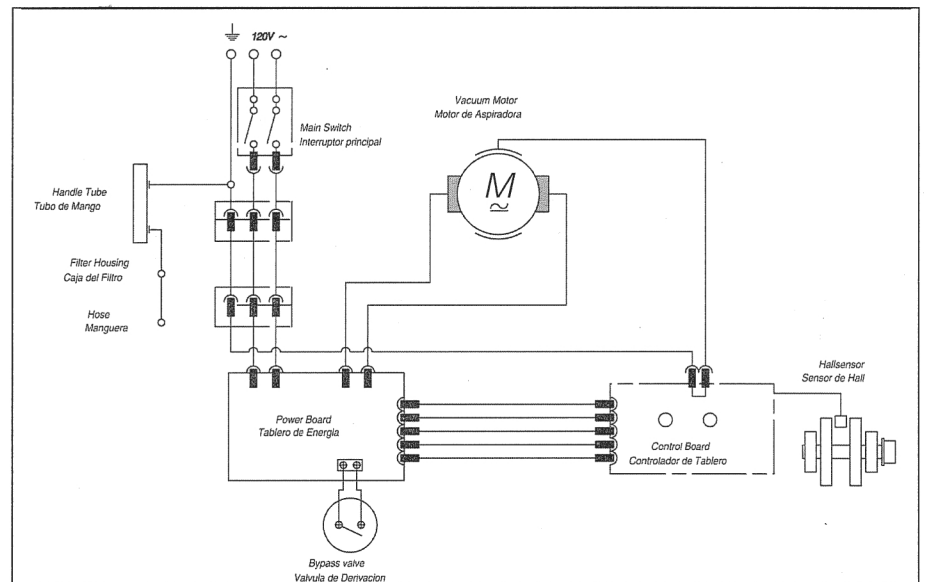 120V ~
Main Switch
Interruptor principal
Vacuum Motor
Motor de Aspiradora
M
Handle Tube
Tubo de Mango
Filter Housing
Caja del Filtro
Hose
Manguera
Hallsensor
Sensor de Hall
Power Board
Tablero de Energia
Control Board
Controlador de Tablero
Bypass valve
Valvula de Derivacion